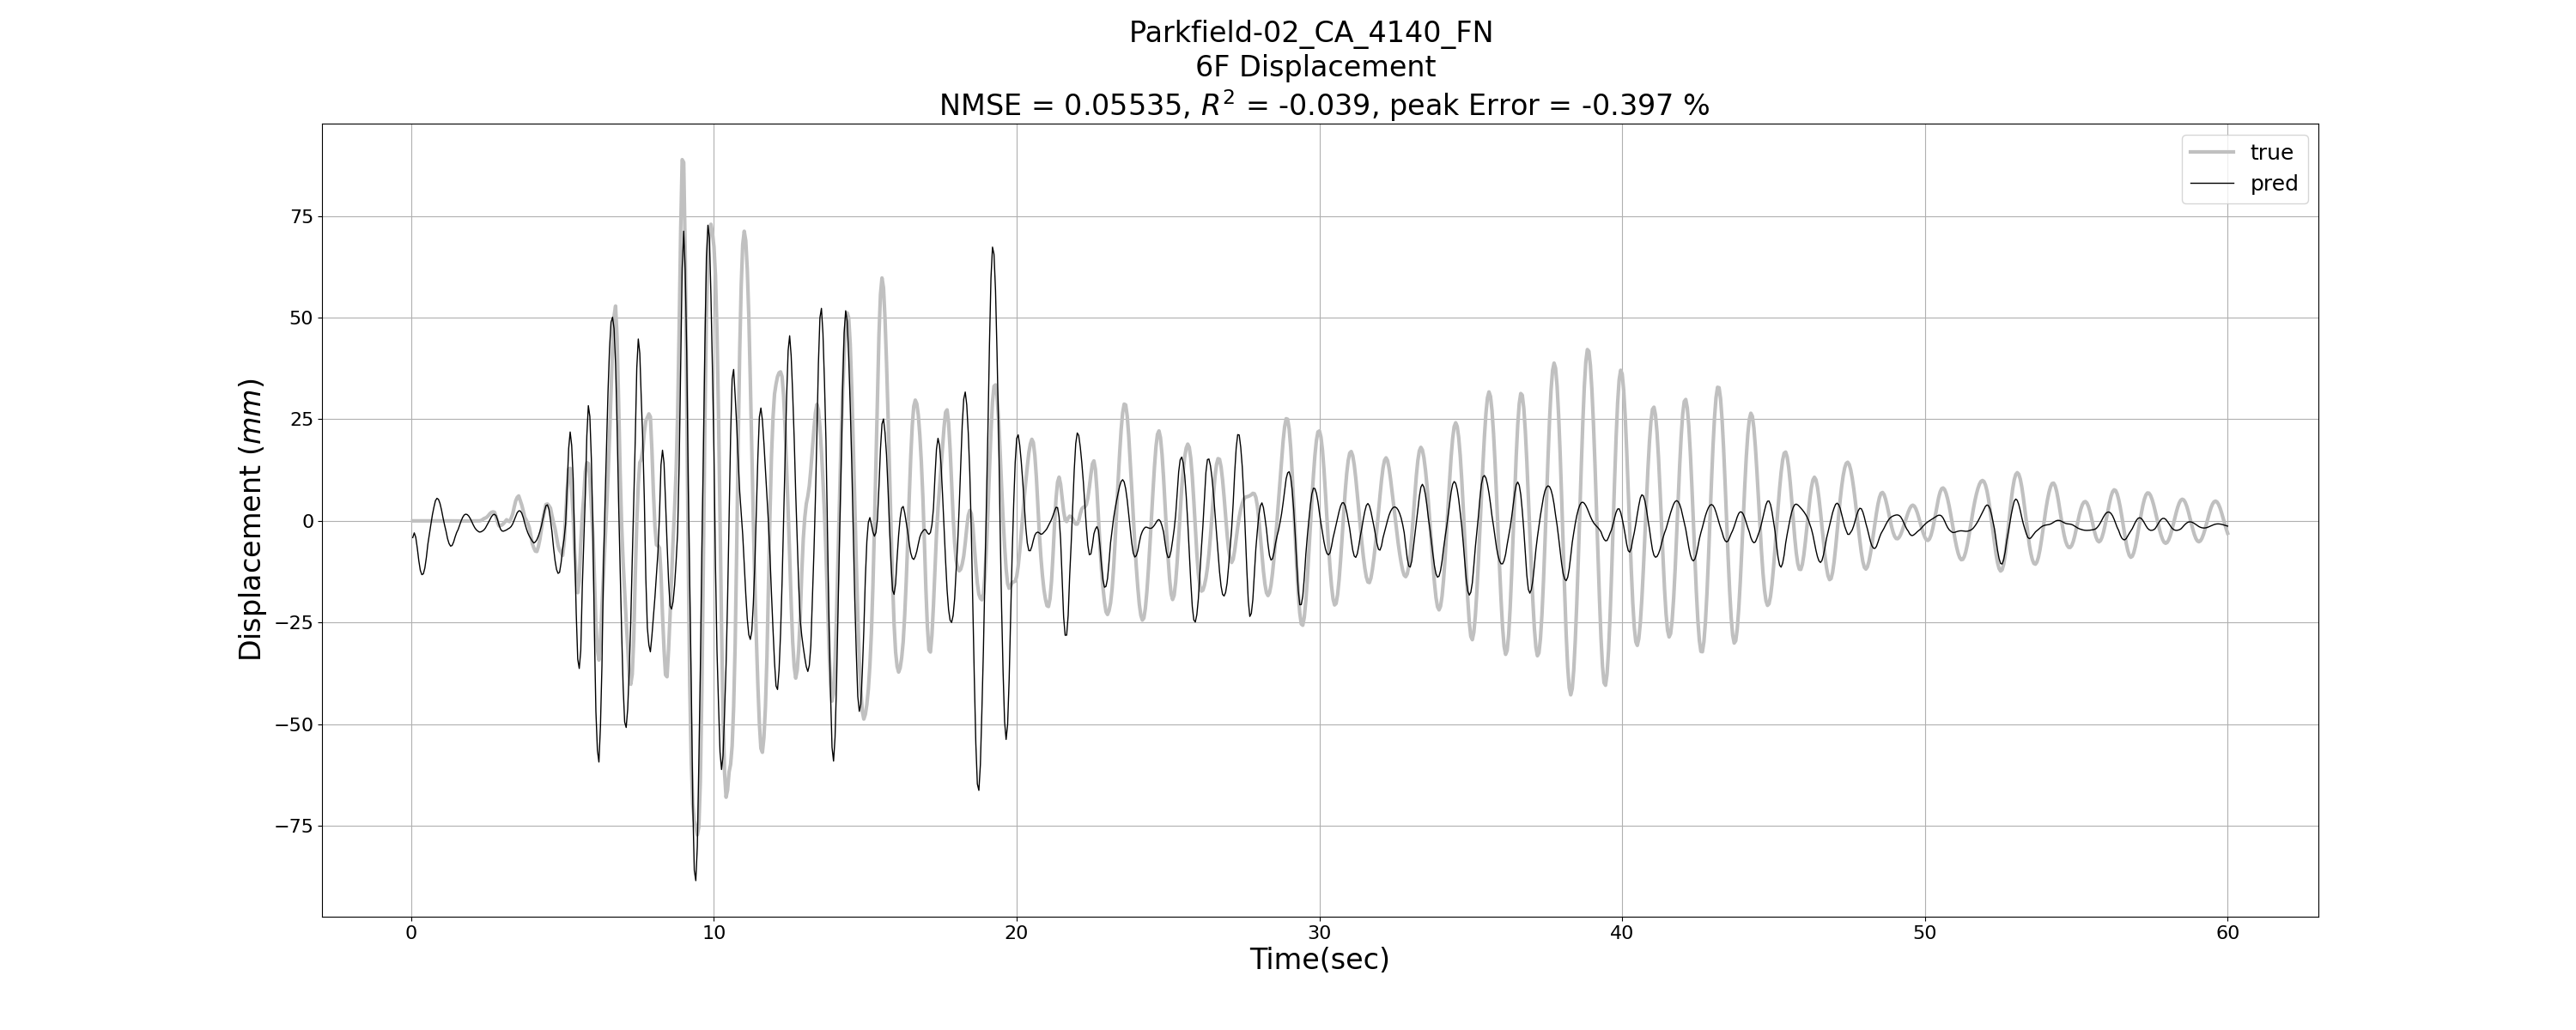 Parkfield-02_CA_4140_FN
6F Displacement
NMSE = 0.05535, R² = -0.039, peak Error = -0.397 %
true
pred
Displacement (mm)
75
50
25
0
−25
−50
−75
0 10 20 30 40 50 60
Time(sec)